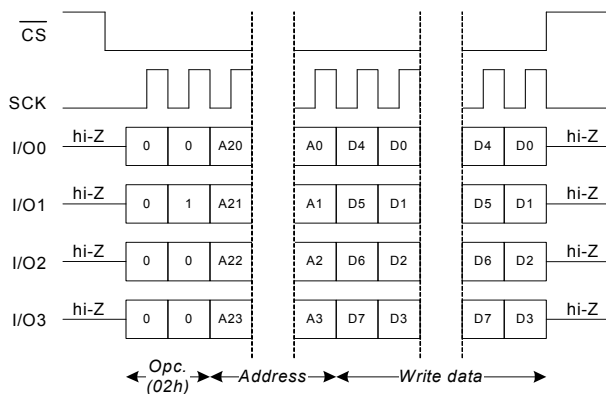 CS
SCK
I/O0 hi-Z 0 0 A20 A0 D4 D0 D4 D0 hi-Z
I/O1 hi-Z 0 1 A21 A1 D5 D1 D5 D1 hi-Z
I/O2 hi-Z 0 0 A22 A2 D6 D2 D6 D2 hi-Z
I/O3 hi-Z 0 0 A23 A3 D7 D3 D7 D3 hi-Z
Opc. Address Write data
(02h)